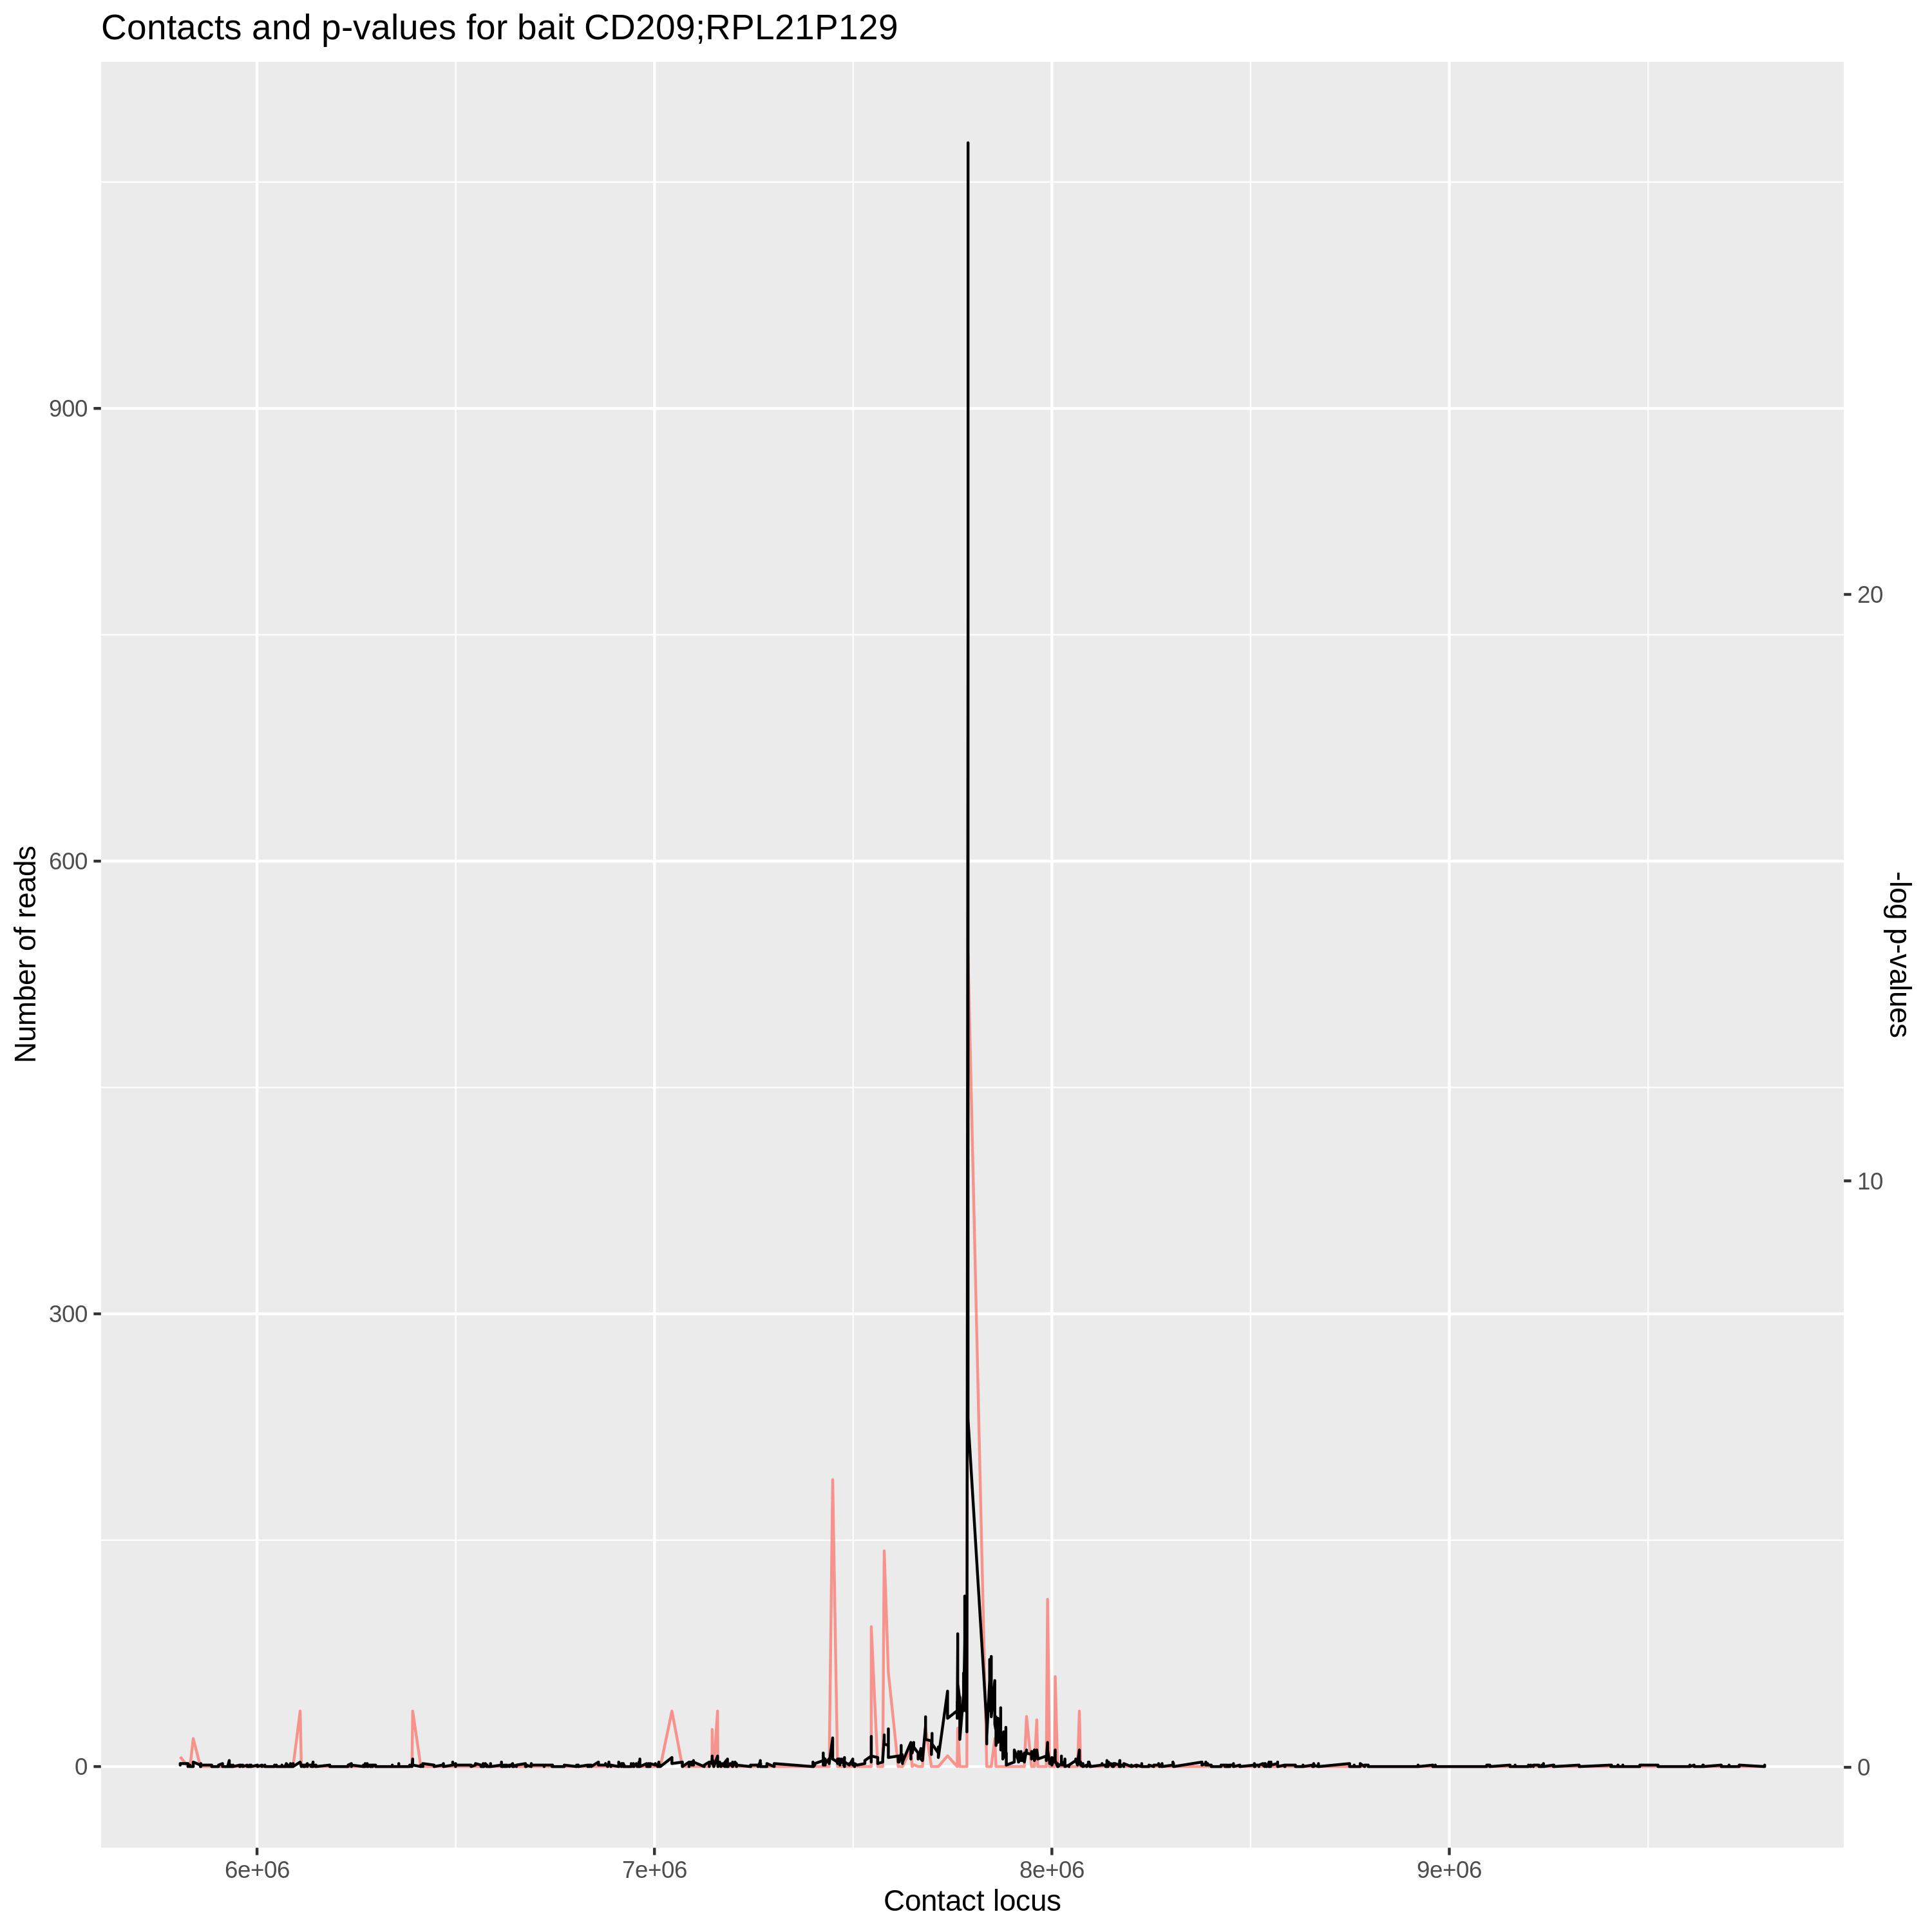 Contacts and p-values for bait CD209;RPL21P129
900
600
300
0
Number of reads
20
10
0
-log p-values
6e+06
7e+06
8e+06
9e+06
Contact locus